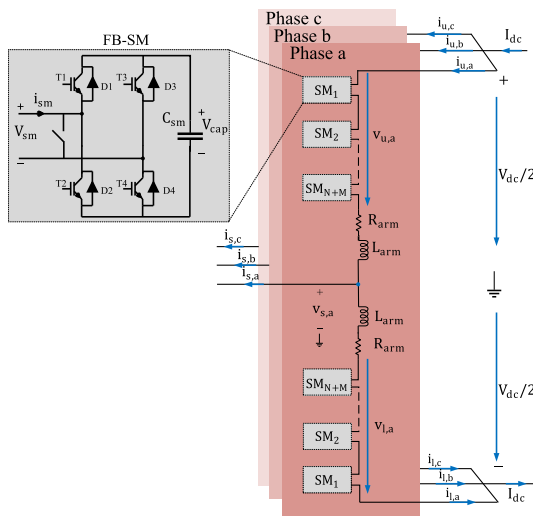 Phase c
Phase b
Phase a
FB-SM
T1
D1
T3
D3
i_sm
+
V_sm
−
C_sm
+
V_cap
−
T2
D2
T4
D4
i_u,c
i_u,b
i_u,a
I_dc
+
SM_1
SM_2
SM_N+M
v_u,a
R_arm
L_arm
V_dc/2
i_s,c
i_s,b
i_s,a
+
v_s,a
−
L_arm
R_arm
SM_N+M
SM_2
SM_1
v_l,a
V_dc/2
−
i_l,c
i_l,b
i_l,a
I_dc